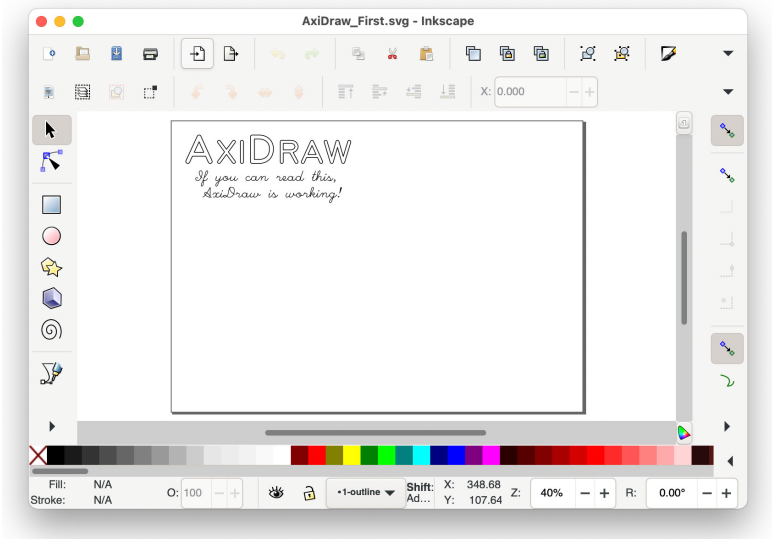 AxiDraw_First.svg - Inkscape
X: 0.000
AXIDRAW
If you can read this,
AxiDraw is working!
Fill: N/A
Stroke: N/A
O: 100
•1-outline
Shift:
Ad...
X: 348.68
Y: 107.64
Z: 40%
R: 0.00°